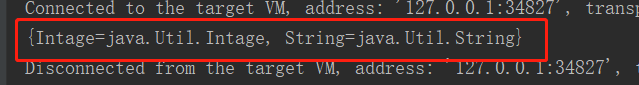 Connected to the target VM, address: '127.0.0.1:34827', transp
{Intage=java.Util.Intage, String=java.Util.String}
Disconnected from the target VM, address: '127.0.0.1:34827', t